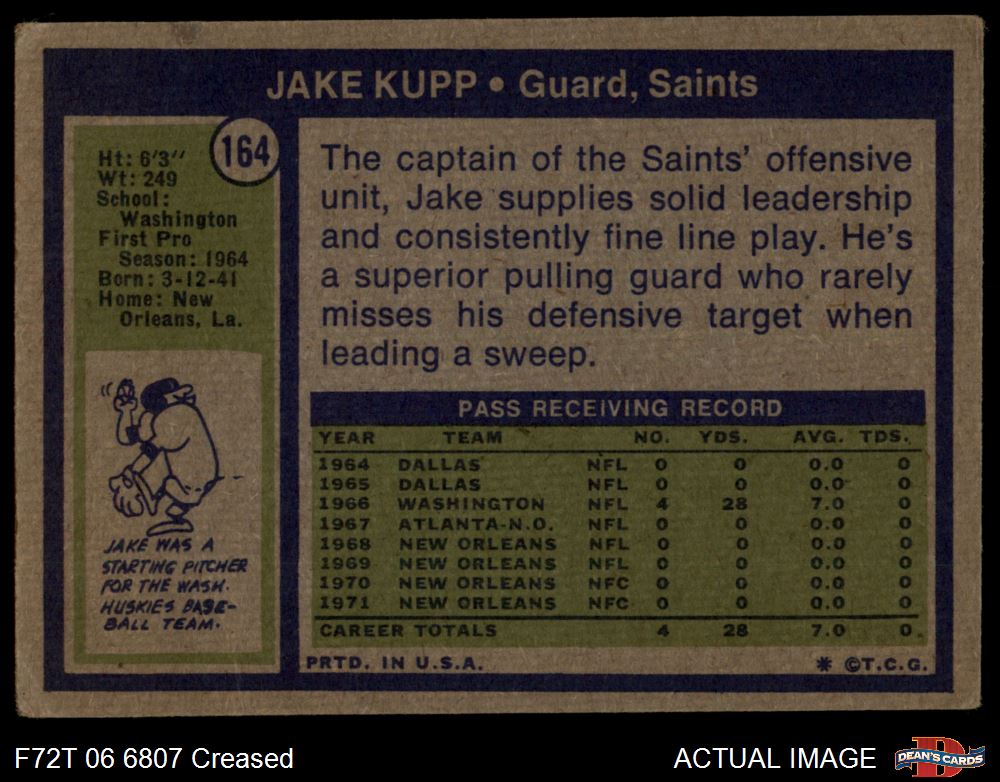 JAKE KUPP • Guard, Saints
164
Ht: 6'3"
Wt: 249
School:
Washington
First Pro
Season: 1964
Born: 3-12-41
Home: New
Orleans, La.
The captain of the Saints' offensive
unit, Jake supplies solid leadership
and consistently fine line play. He's
a superior pulling guard who rarely
misses his defensive target when
leading a sweep.
JAKE WAS A
STARTING PITCHER
FOR THE WASH.
HUSKIES BASE-
BALL TEAM.
PASS RECEIVING RECORD
YEAR TEAM NO. YDS. AVG. TDS.
1964 DALLAS NFL 0 0 0.0 0
1965 DALLAS NFL 0 0 0.0 0
1966 WASHINGTON NFL 4 28 7.0 0
1967 ATLANTA-N.O. NFL 0 0 0.0 0
1968 NEW ORLEANS NFL 0 0 0.0 0
1969 NEW ORLEANS NFL 0 0 0.0 0
1970 NEW ORLEANS NFC 0 0 0.0 0
1971 NEW ORLEANS NFC 0 0 0.0 0
CAREER TOTALS 4 28 7.0 0
PRTD. IN U.S.A. * ©T.C.G.
F72T 06 6807 Creased ACTUAL IMAGE D DEAN'S CARDS